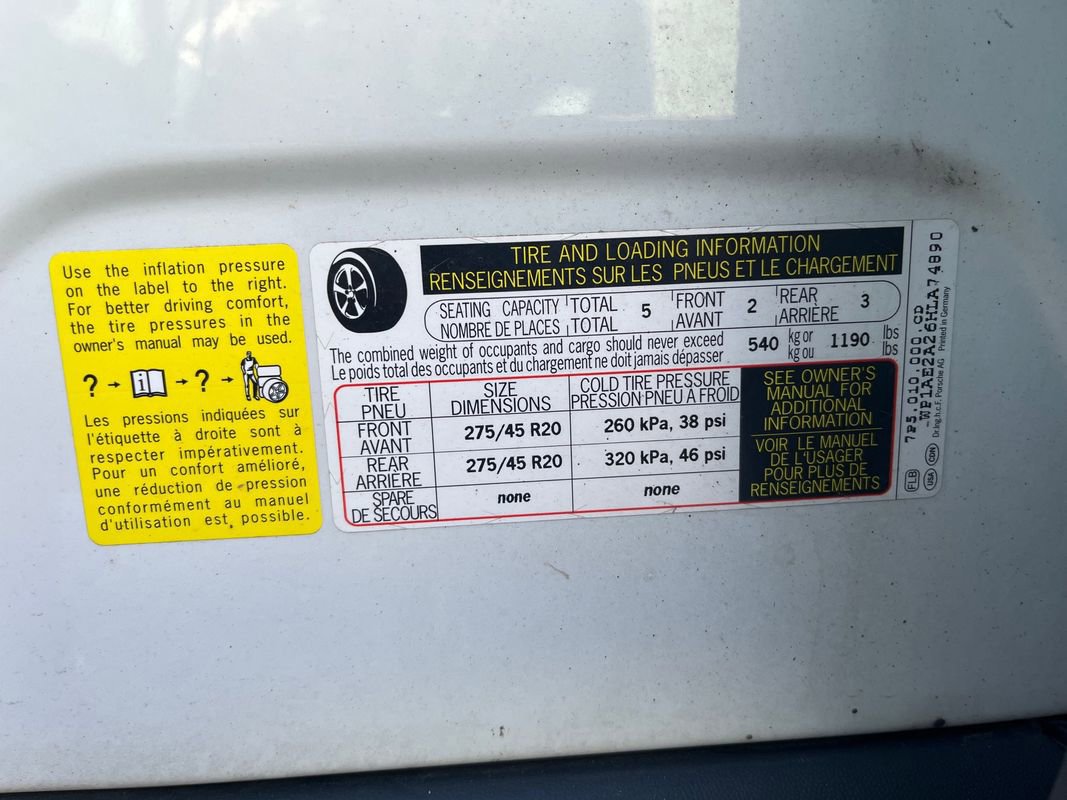 Use the inflation pressure
on the label to the right.
For better driving comfort,
the tire pressures in the
owner's manual may be used.
? ?
Les pressions indiquées sur
l'étiquette à droite sont à
respecter impérativement.
Pour un confort amélioré,
une réduction de pression
conformément au manuel
d'utilisation est possible.
TIRE AND LOADING INFORMATION
RENSEIGNEMENTS SUR LES PNEUS ET LE CHARGEMENT
SEATING CAPACITY TOTAL 5 FRONT 2 REAR 3
NOMBRE DE PLACES TOTAL AVANT ARRIÈRE
The combined weight of occupants and cargo should never exceed 540 kg or 1190 lbs
Le poids total des occupants et du chargement ne doit jamais dépasser kg ou lbs
TIRE SIZE COLD TIRE PRESSURE
PNEU DIMENSIONS PRESSION PNEU A FROID
FRONT 275/45 R20 260 kPa, 38 psi
AVANT
REAR 275/45 R20 320 kPa, 46 psi
ARRIÈRE
SPARE none none
DE SECOURS
SEE OWNER'S
MANUAL FOR
ADDITIONAL
INFORMATION
VOIR LE MANUEL
DE L'USAGER
POUR PLUS DE
RENSEIGNEMENTS
7P5.010.000.CD
-WP1AE2A26HLA74890
Dr.Ing.h.c.F. Porsche AG Printed in Germany
FLB USA CDN